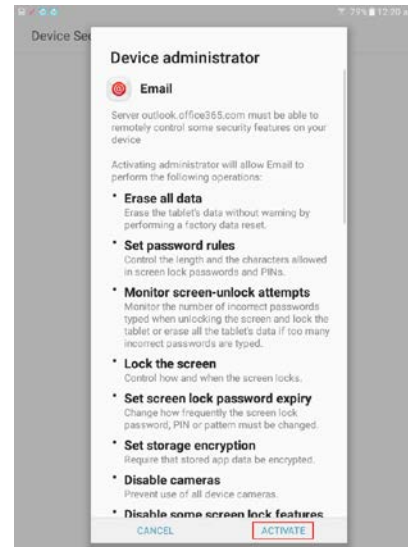 79% 12:20 a
Device Sec
Device administrator
Email
Server outlook.office365.com must be able to
remotely control some security features on your
device
Activating administrator will allow Email to
perform the following operations:
• Erase all data
Erase the tablet's data without warning by
performing a factory data reset.
• Set password rules
Control the length and the characters allowed
in screen lock passwords and PINs.
• Monitor screen-unlock attempts
Monitor the number of incorrect passwords
typed when unlocking the screen and lock the
tablet or erase all the tablet's data if too many
incorrect passwords are typed.
• Lock the screen
Control how and when the screen locks.
• Set screen lock password expiry
Change how frequently the screen lock
password, PIN or pattern must be changed.
• Set storage encryption
Require that stored app data be encrypted.
• Disable cameras
Prevent use of all device cameras.
• Disable some screen lock features
CANCEL ACTIVATE